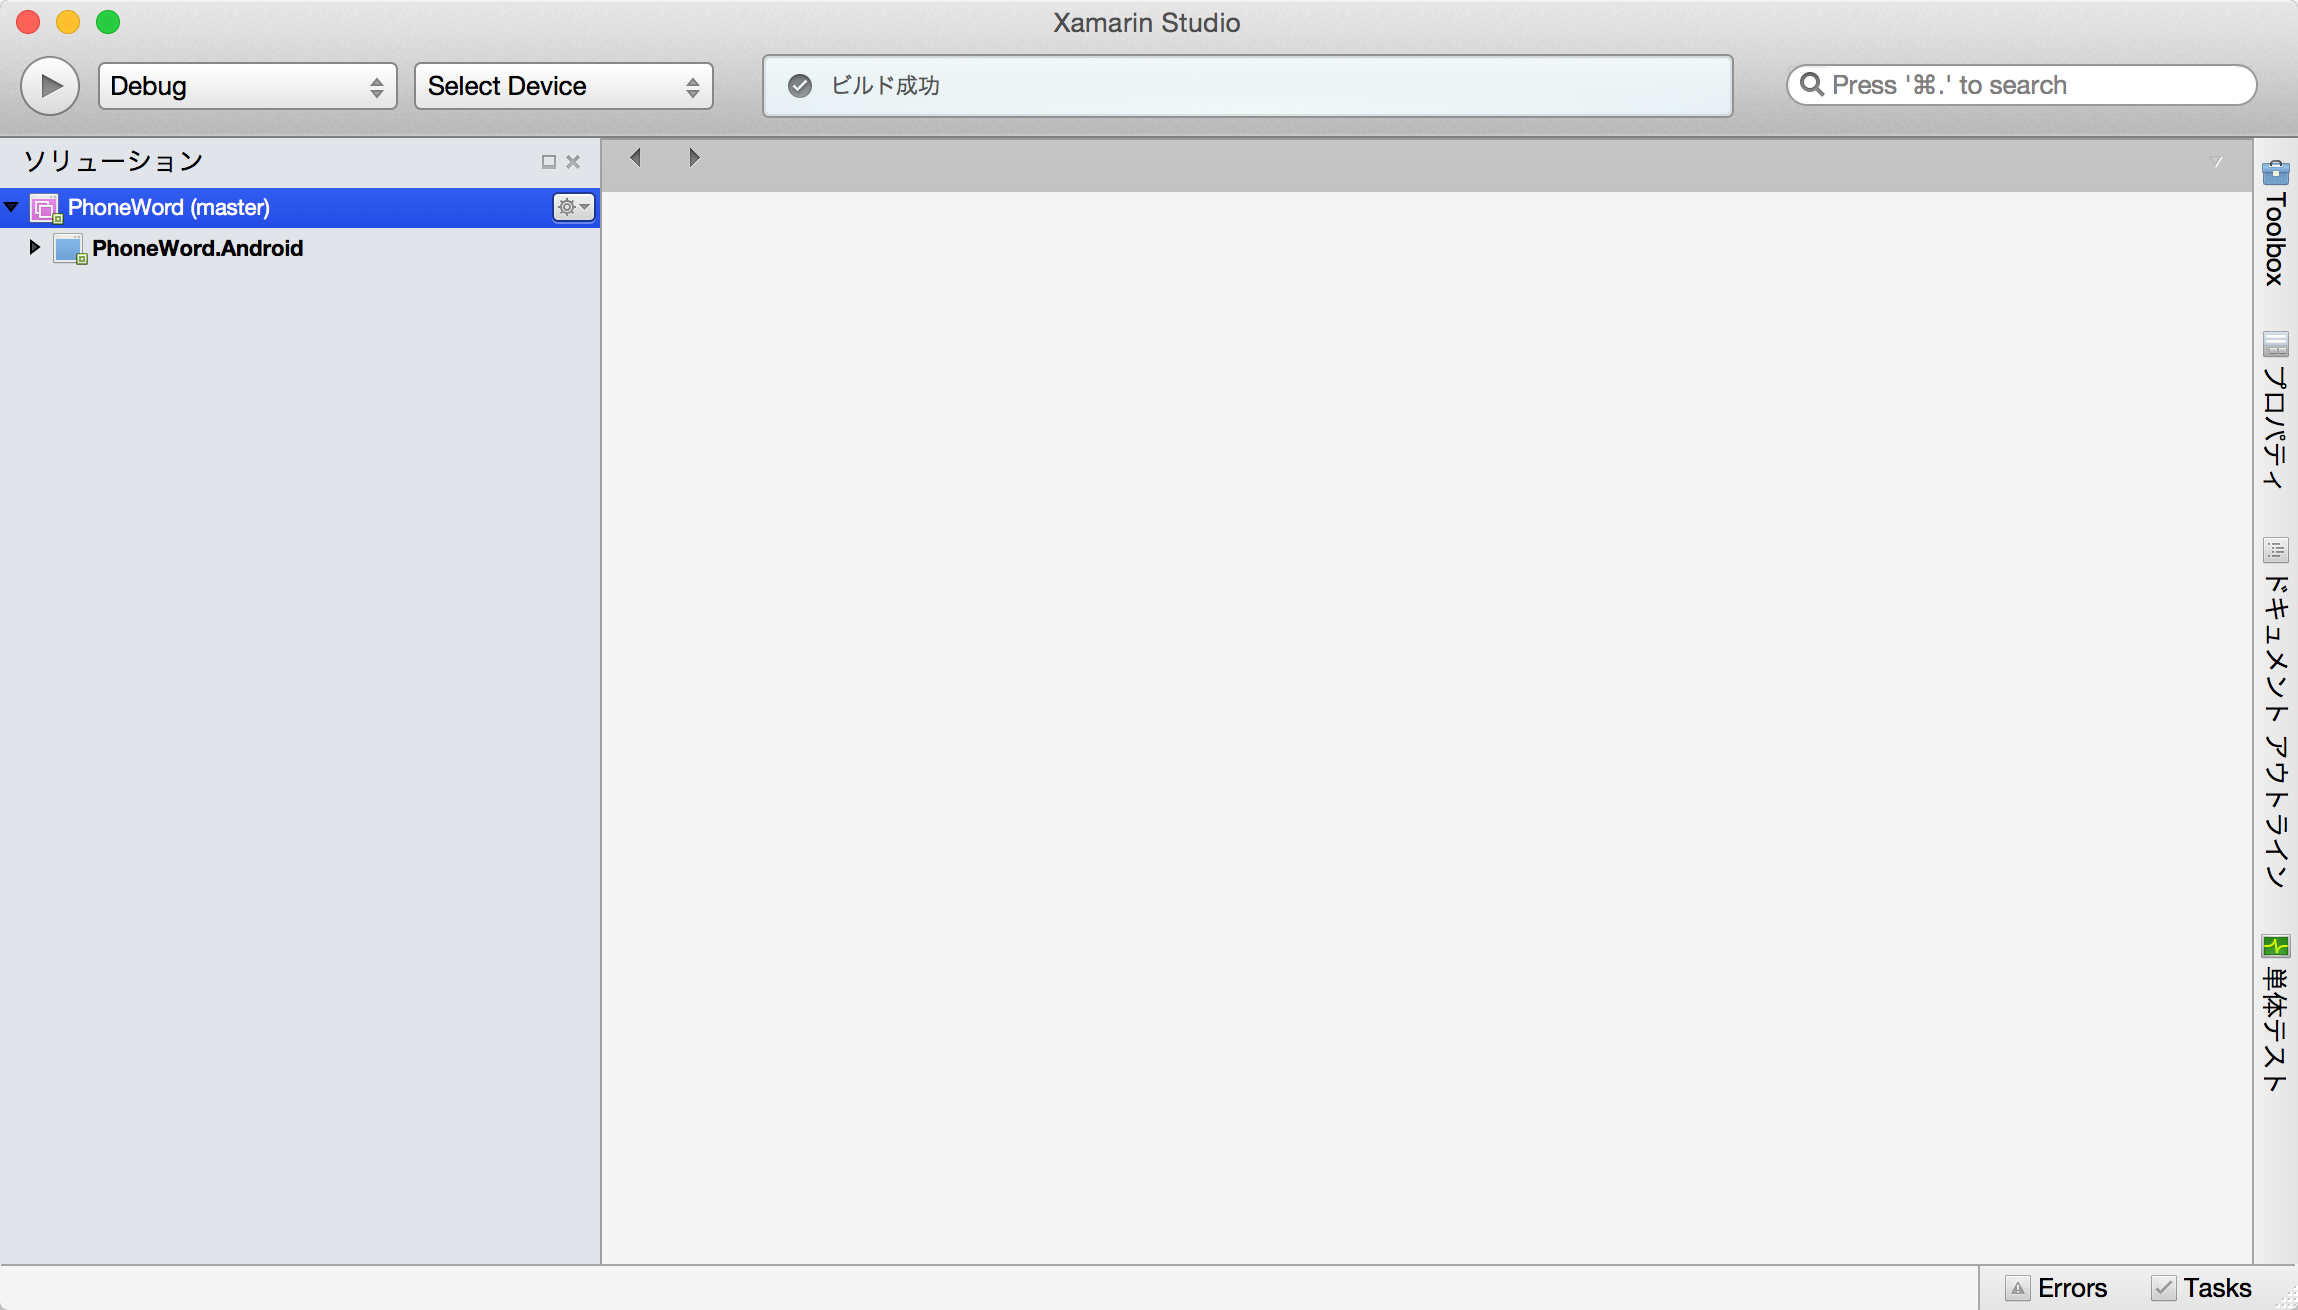 Xamarin Studio
Debug
Select Device
ビルド成功
Press '⌘.' to search
ソリューション
PhoneWord (master)
PhoneWord.Android
Toolbox
プロパティ
ドキュメント アウトライン
単体テスト
Errors
Tasks